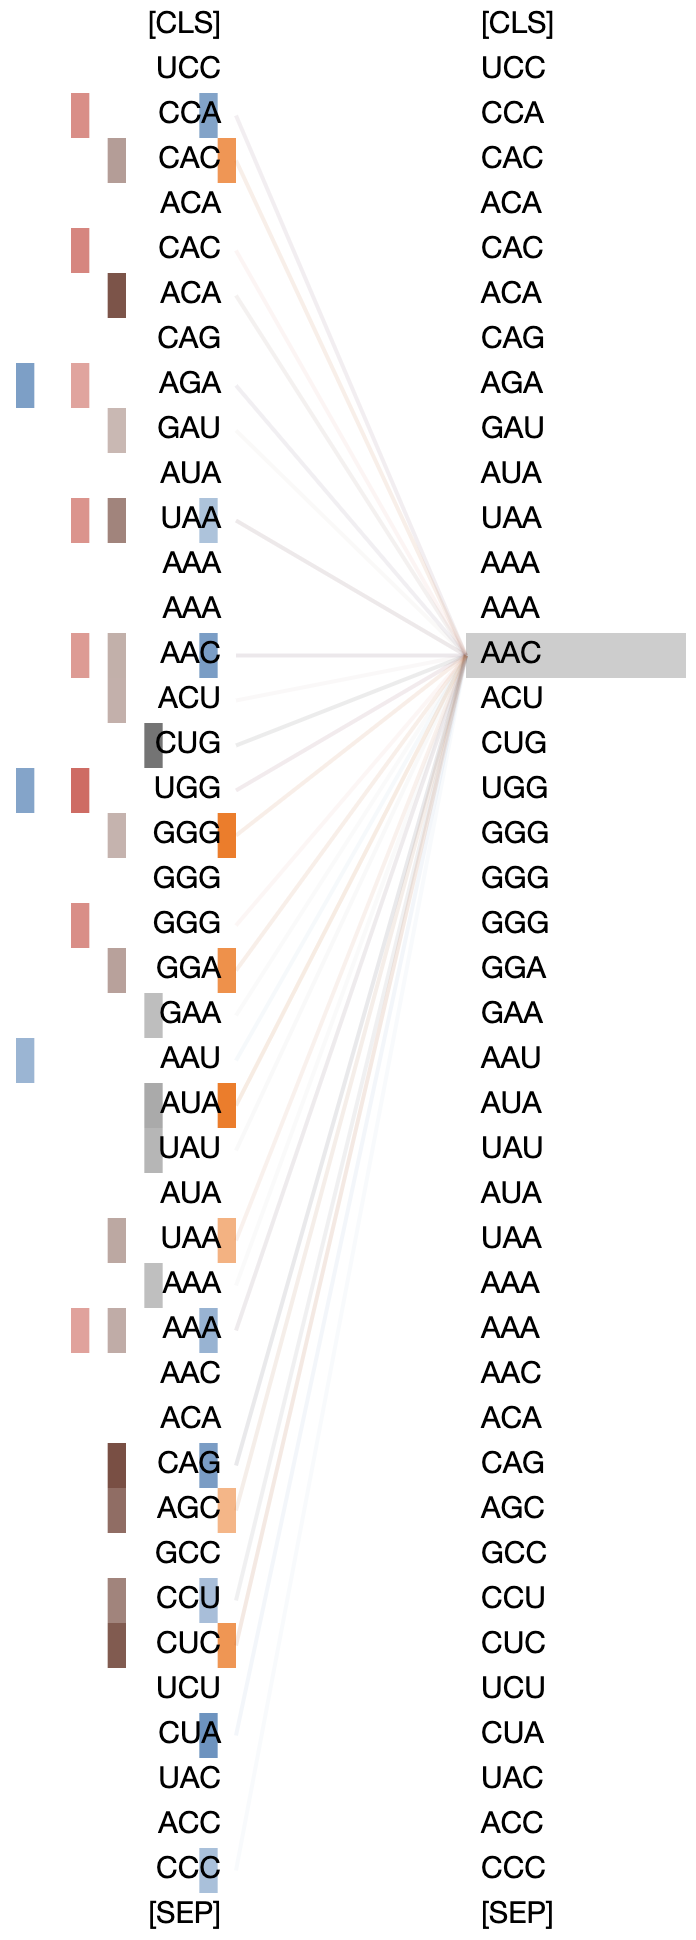 [CLS] [CLS]
UCC UCC
CCA CCA
CAC CAC
ACA ACA
CAC CAC
ACA ACA
CAG CAG
AGA AGA
GAU GAU
AUA AUA
UAA UAA
AAA AAA
AAA AAA
AAC AAC
ACU ACU
CUG CUG
UGG UGG
GGG GGG
GGG GGG
GGG GGG
GGA GGA
GAA GAA
AAU AAU
AUA AUA
UAU UAU
AUA AUA
UAA UAA
AAA AAA
AAA AAA
AAC AAC
ACA ACA
CAG CAG
AGC AGC
GCC GCC
CCU CCU
CUC CUC
UCU UCU
CUA CUA
UAC UAC
ACC ACC
CCC CCC
[SEP] [SEP]